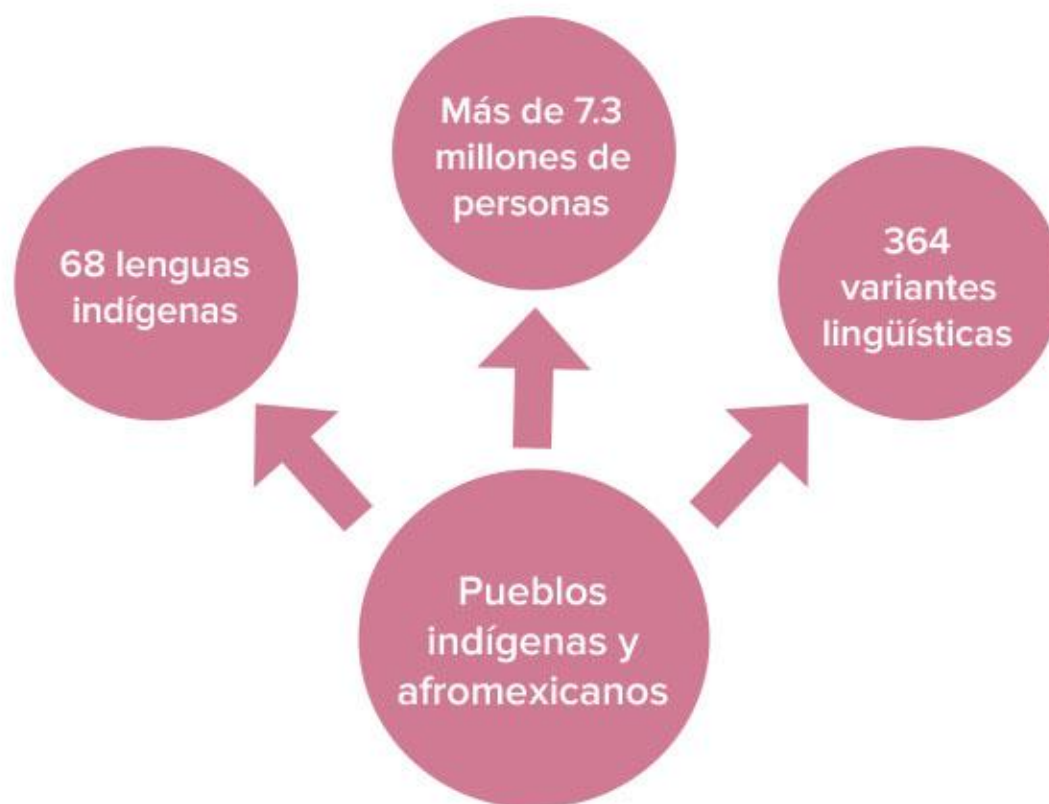 Más de 7.3
millones de
personas
68 lenguas
indígenas
364
variantes
lingüísticas
Pueblos
indígenas y
afromexicanos